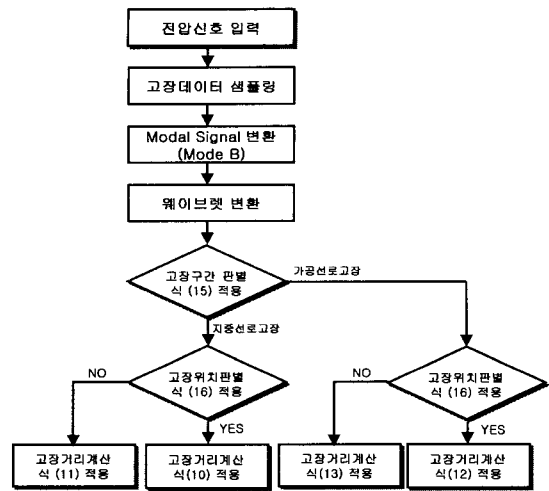 전압신호 입력
고장데이터 샘플링
Modal Signal 변환
(Mode B)
웨이브렛 변환
고장구간 판별
식 (15) 적용
가공선로고장
지중선로고장
고장위치판별
식 (16) 적용
NO
YES
고장위치판별
식 (16) 적용
NO
YES
고장거리계산
식 (11) 적용
고장거리계산
식(10) 적용
고장거리계산
식(13) 적용
고장거리계산
식(12) 적용